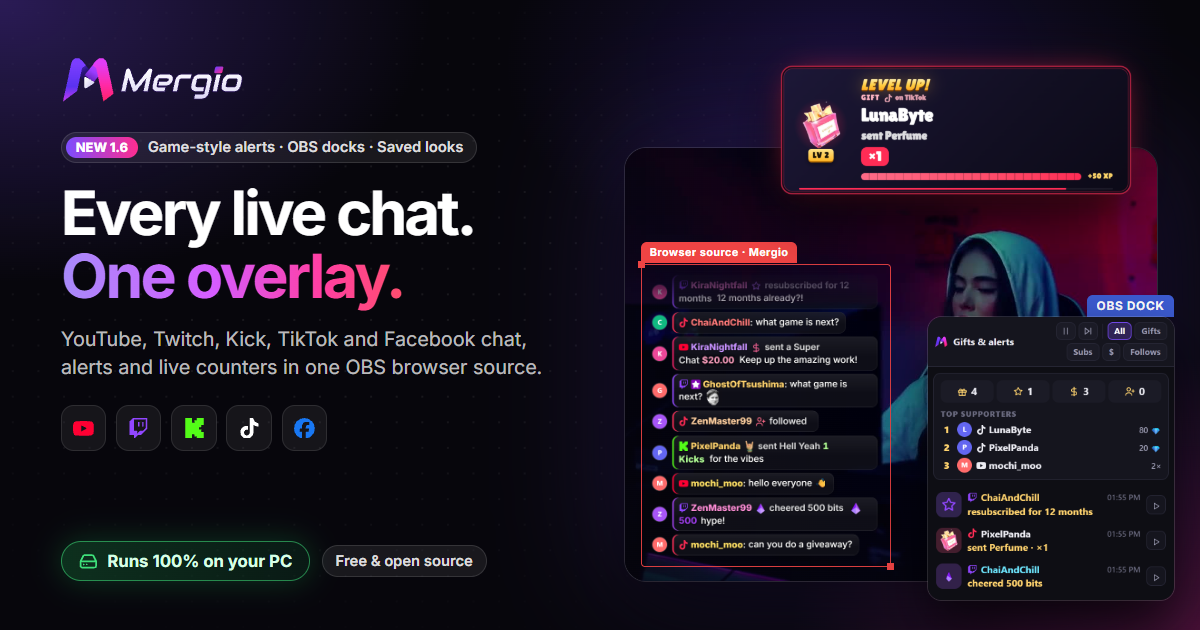 Mergio
NEW 1.6 Game-style alerts · OBS docks · Saved looks
Every live chat.
One overlay.
YouTube, Twitch, Kick, TikTok and Facebook chat,
alerts and live counters in one OBS browser source.
Runs 100% on your PC
Free & open source
LEVEL UP!
GIFT on TikTok
LunaByte
sent Perfume
LV 2
×1
+50 XP
Browser source · Mergio
K KiraNightfall resubscribed for 12
months 12 months already?!
C ChaiAndChill: what game is next?
K KiraNightfall $ sent a Super
Chat $20.00 Keep up the amazing work!
G GhostOfTsushima: what game is
next?
Z ZenMaster99 followed
P PixelPanda sent Hell Yeah 1
Kicks for the vibes
M mochi_moo: hello everyone 👋
Z ZenMaster99 cheered 500 bits
500 hype!
M mochi_moo: can you do a giveaway?
OBS DOCK
Gifts & alerts
All Gifts
Subs $ Follows
4 1 $ 3 0
TOP SUPPORTERS
1 L LunaByte 80
2 P PixelPanda 20
3 M mochi_moo 2×
ChaiAndChill 01:55 PM
resubscribed for 12 months
PixelPanda 01:55 PM
sent Perfume · ×1
ChaiAndChill 01:55 PM
cheered 500 bits